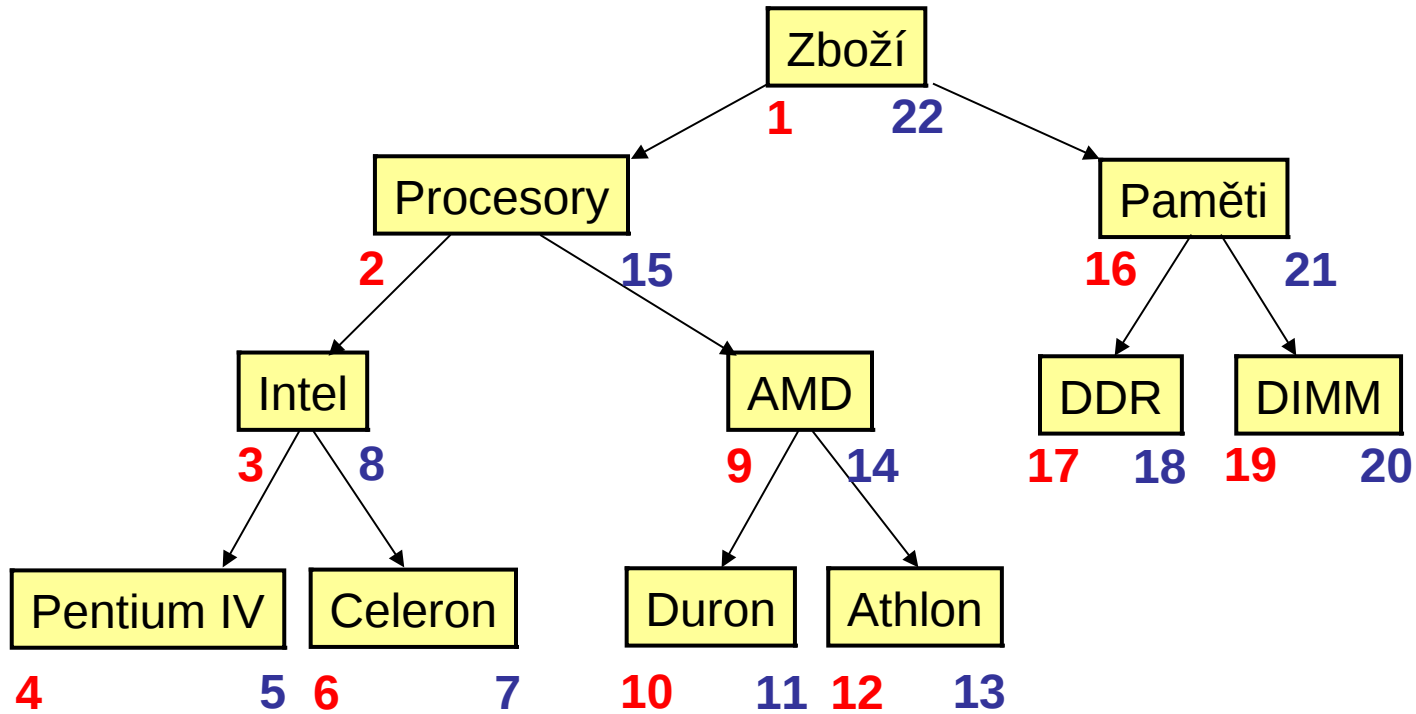 Zboží
1 22
Procesory Paměti
2 15 16 21
Intel AMD DDR DIMM
3 8 9 14 17 18 19 20
Pentium IV Celeron Duron Athlon
4 5 6 7 10 11 12 13